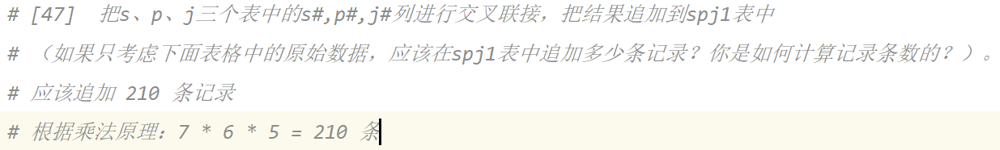 # [47]  把s、p、j三个表中的s#,p#,j#列进行交叉联接，把结果追加到spj1表中
# （如果只考虑下面表格中的原始数据，应该在spj1表中追加多少条记录？你是如何计算记录条数的？）。
# 应该追加 210 条记录
# 根据乘法原理：7 * 6 * 5 = 210 条